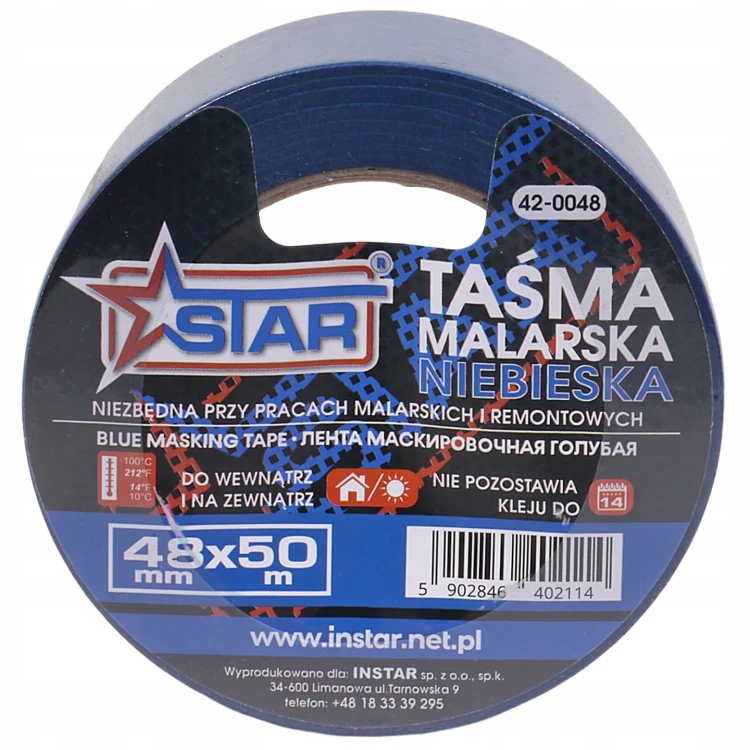 42-0048
STAR®
TAŚMA
MALARSKA
NIEBIESKA
NIEZBĘDNA PRZY PRACACH MALARSKICH I REMONTOWYCH
BLUE MASKING TAPE • ЛЕНТА МАСКИРОВОЧНАЯ ГОЛУБАЯ
100°C
212°F
14°F
10°C
DO WEWNĄTRZ
I NA ZEWNĄTRZ
NIE POZOSTAWIA
KLEJU DO
14
48x50
mm m
5 902846 402114
www.instar.net.pl
Wyprodukowano dla: INSTAR sp. z o.o., sp.k.
34-600 Limanowa ul.Tarnowska 9
telefon: +48 18 33 39 295